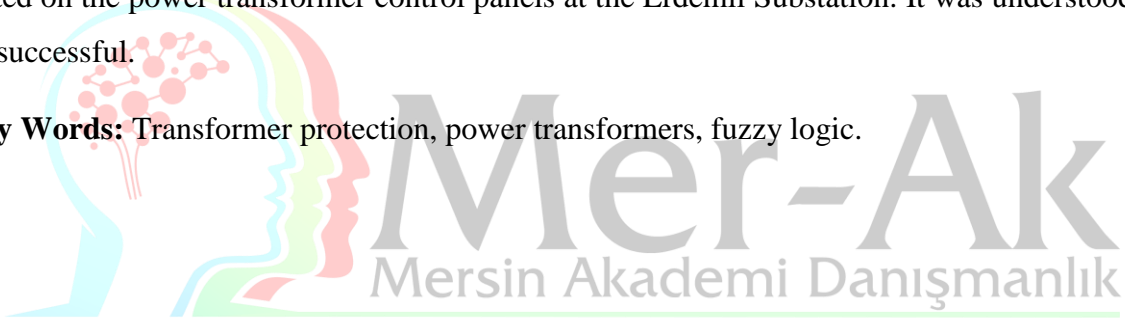 ted on the power transformer control panels at the Erdemli Substation. It was understood
successful.
y Words: Transformer protection, power transformers, fuzzy logic.
Mer-Ak
Mersin Akademi Danışmanlık